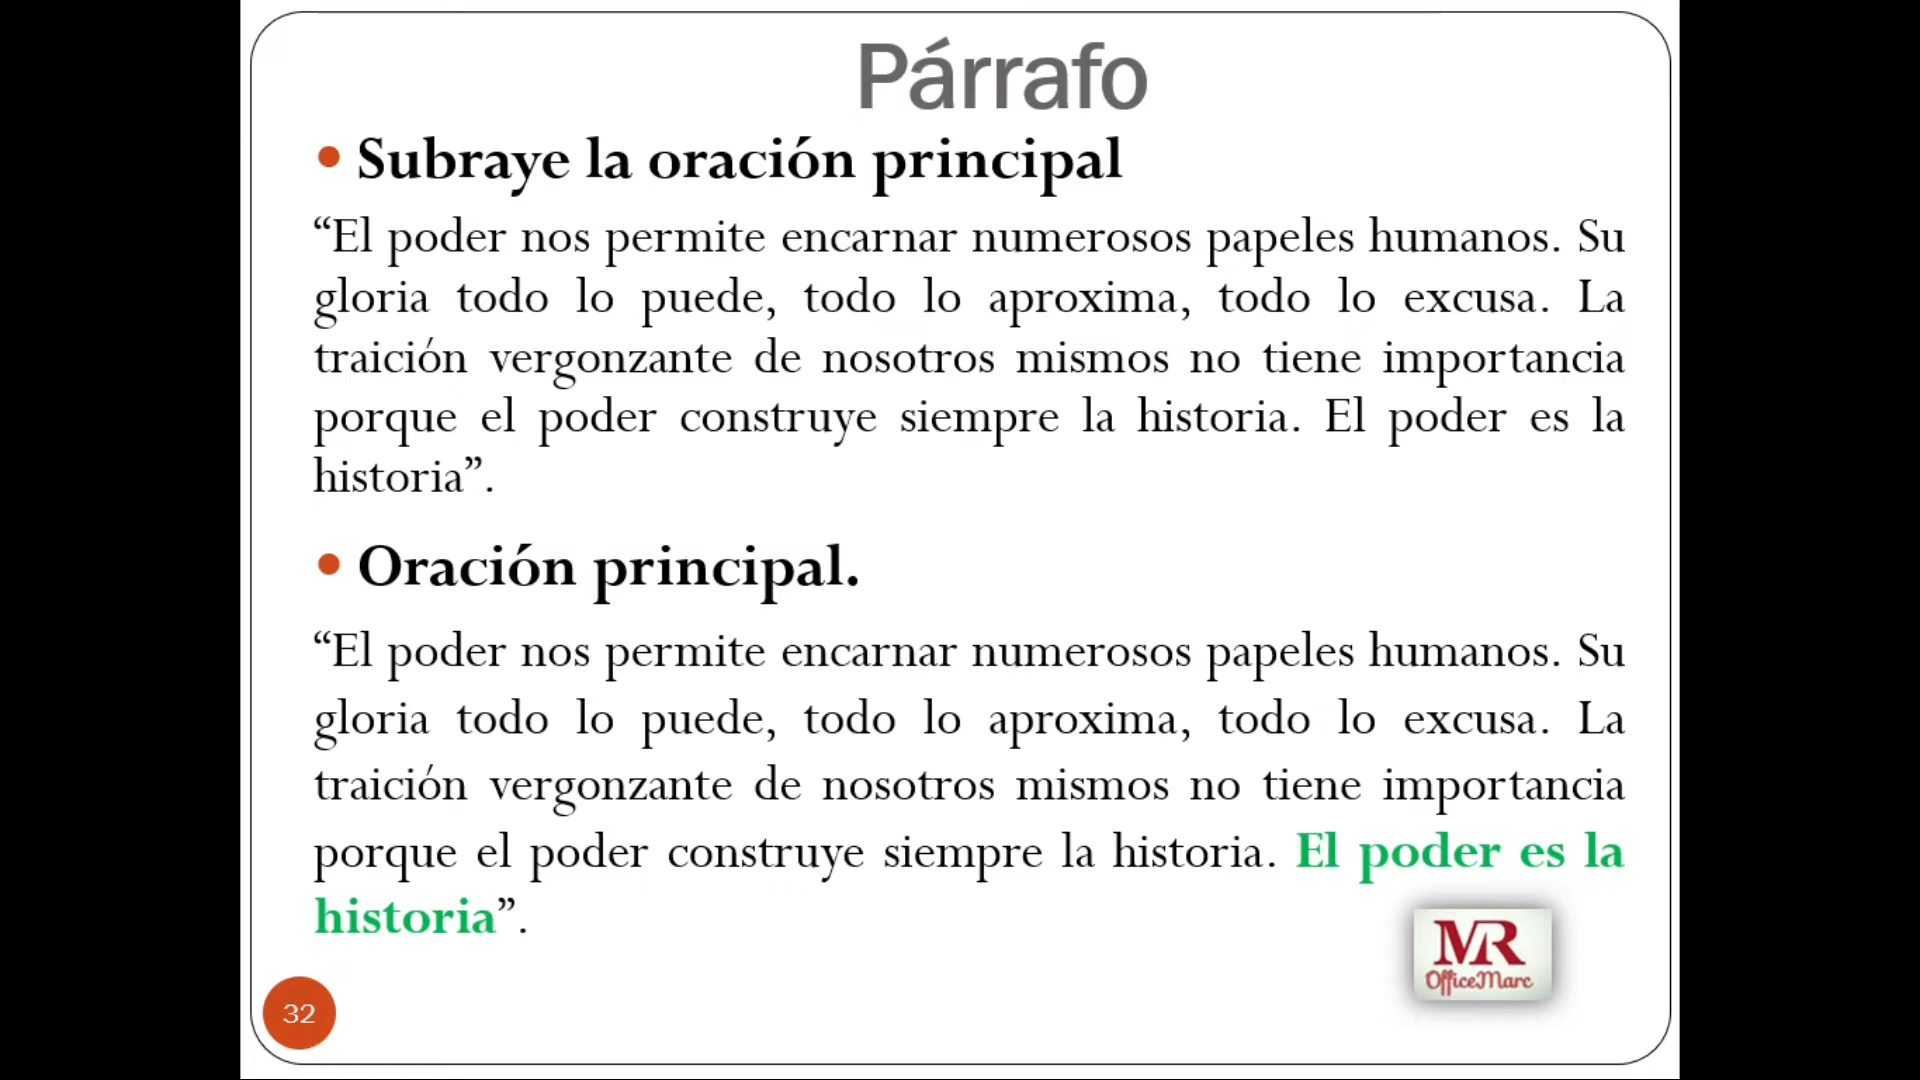 Párrafo
• Subraye la oración principal
“El poder nos permite encarnar numerosos papeles humanos. Su
gloria todo lo puede, todo lo aproxima, todo lo excusa. La
traición vergonzante de nosotros mismos no tiene importancia
porque el poder construye siempre la historia. El poder es la
historia”.
• Oración principal.
“El poder nos permite encarnar numerosos papeles humanos. Su
gloria todo lo puede, todo lo aproxima, todo lo excusa. La
traición vergonzante de nosotros mismos no tiene importancia
porque el poder construye siempre la historia. El poder es la
historia”.
MR
OfficeMarc
32